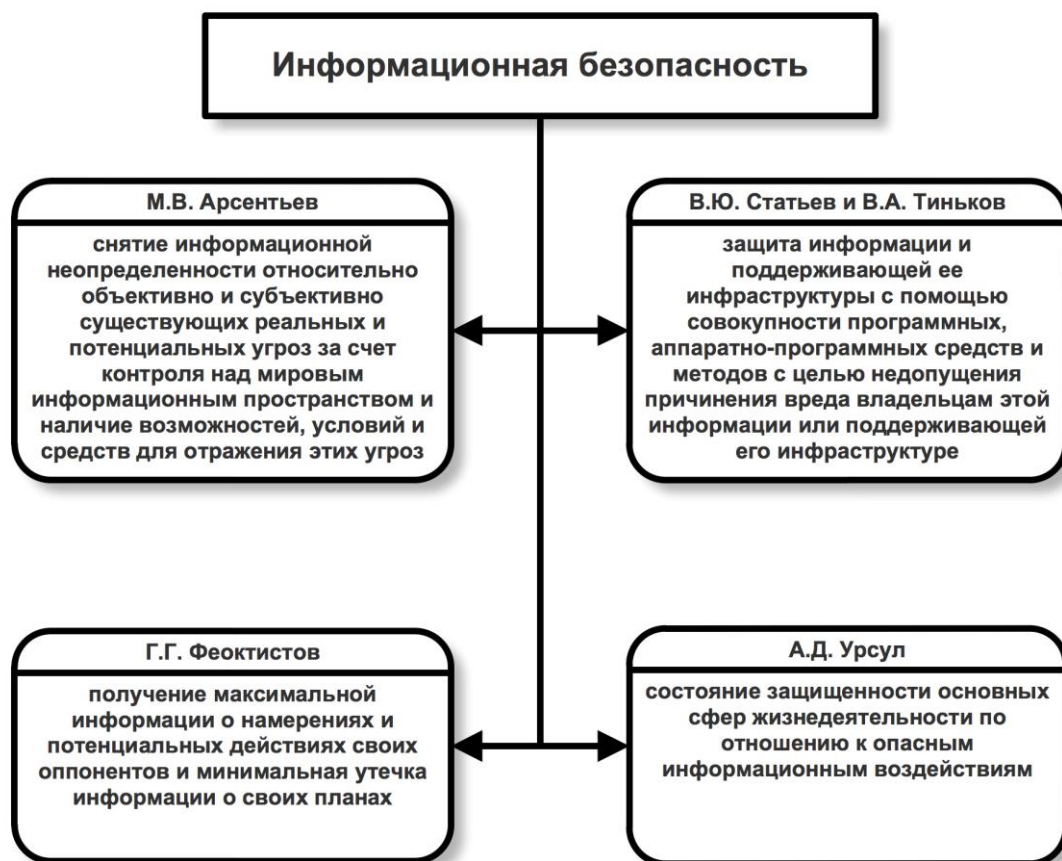 Информационная безопасность
М.В. Арсентьев
снятие информационной
неопределенности относительно
объективно и субъективно
существующих реальных и
потенциальных угроз за счет
контроля над мировым
информационным пространством и
наличие возможностей, условий и
средств для отражения этих угроз
В.Ю. Статьев и В.А. Тиньков
защита информации и
поддерживающей ее
инфраструктуры с помощью
совокупности программных,
аппаратно-программных средств и
методов с целью недопущения
причинения вреда владельцам этой
информации или поддерживающей
его инфраструктуре
Г.Г. Феоктистов
получение максимальной
информации о намерениях и
потенциальных действиях своих
оппонентов и минимальная утечка
информации о своих планах
А.Д. Урсул
состояние защищенности основных
сфер жизнедеятельности по
отношению к опасным
информационным воздействиям